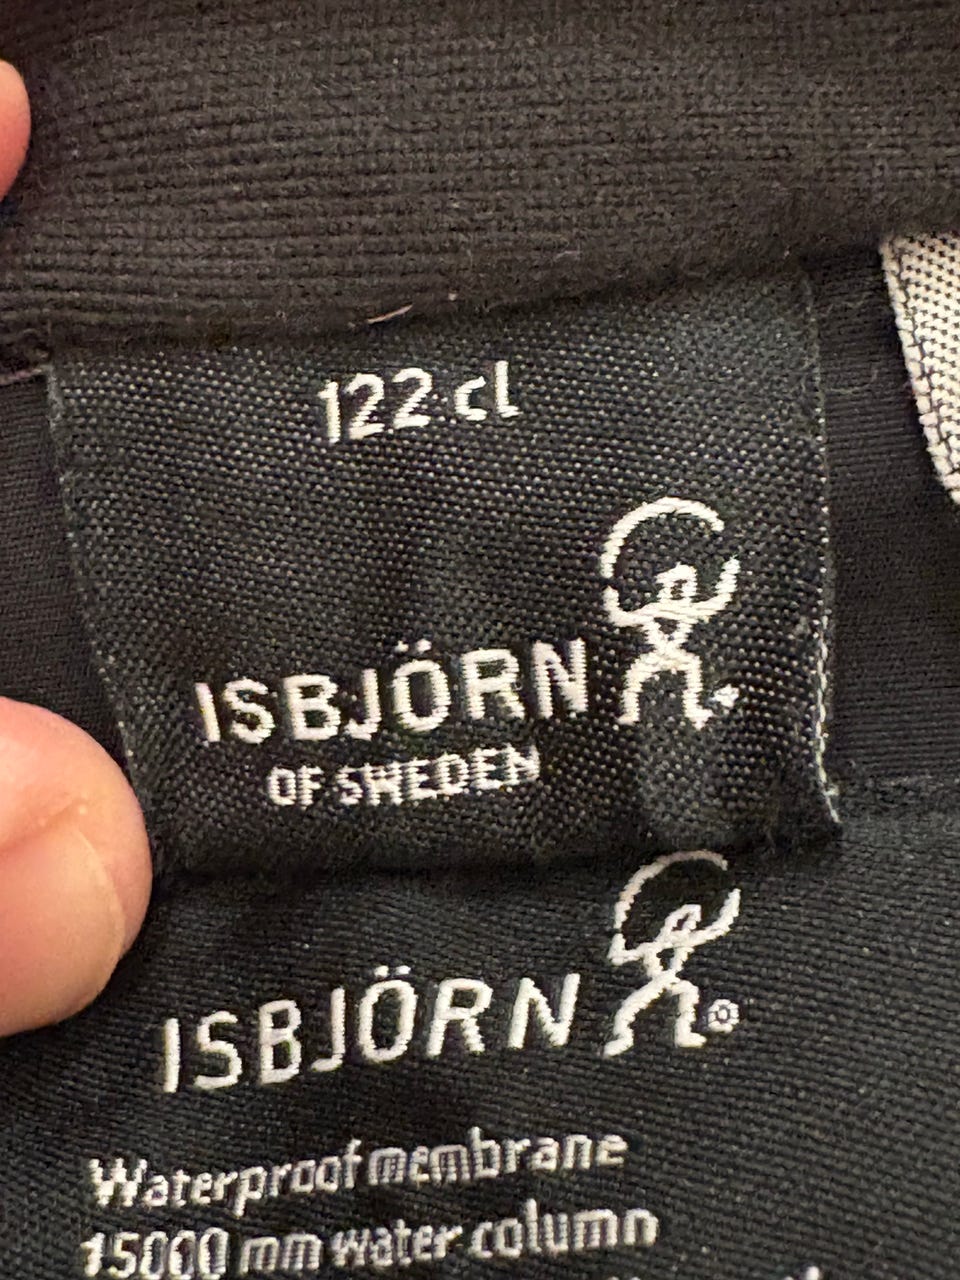 122.cl
ISBJÖRN
OF SWEDEN
ISBJÖRN ®
Waterproof membrane
15000 mm water column